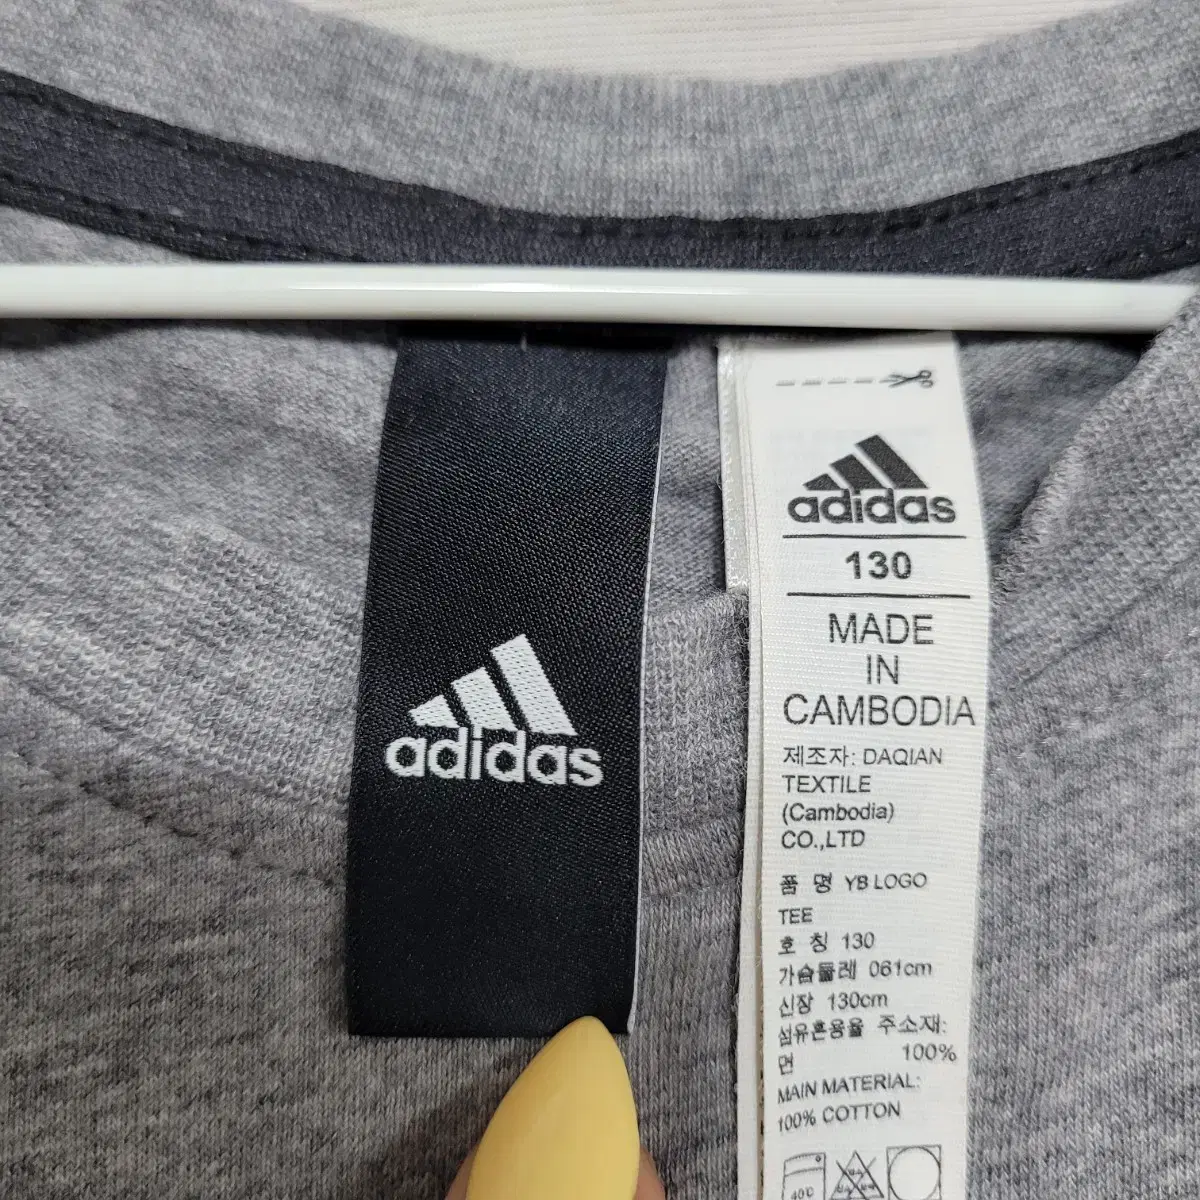 adidas
adidas
130
MADE
IN
CAMBODIA
제조자: DAQIAN
TEXTILE
(Cambodia)
CO.,LTD
품 명 YB LOGO
TEE
호 칭 130
가슴둘레 061cm
신장 130cm
섬유혼용율 주소재:
면 100%
MAIN MATERIAL:
100% COTTON
40℃